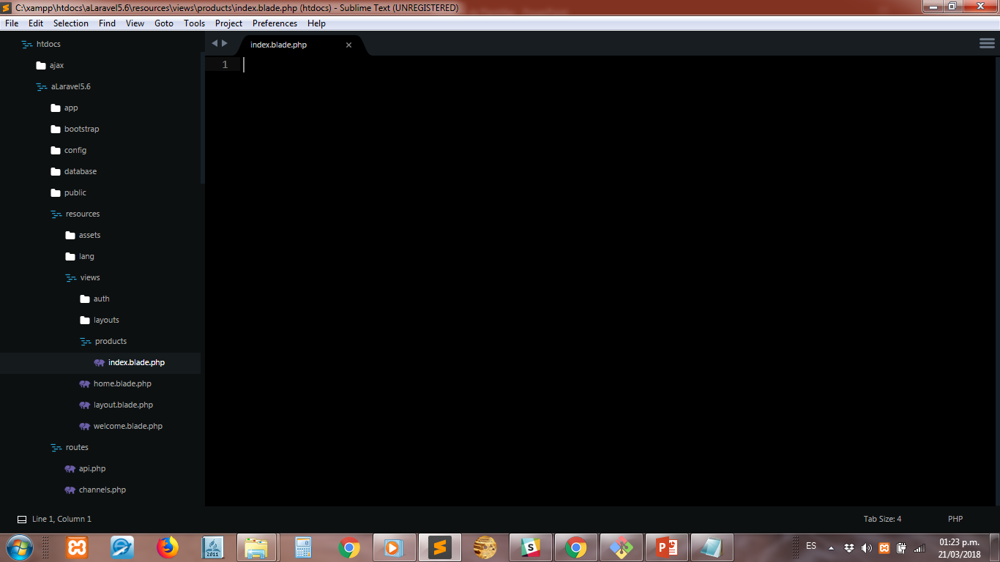 C:\xampp\htdocs\aLaravel5.6\resources\views\products\index.blade.php (htdocs) - Sublime Text (UNREGISTERED)
File Edit Selection Find View Goto Tools Project Preferences Help
htdocs
ajax
aLaravel5.6
app
bootstrap
config
database
public
resources
assets
lang
views
auth
layouts
products
index.blade.php
home.blade.php
layout.blade.php
welcome.blade.php
routes
api.php
channels.php
index.blade.php
1
Line 1, Column 1
Tab Size: 4
PHP
2011
ES
01:23 p.m.
21/03/2018